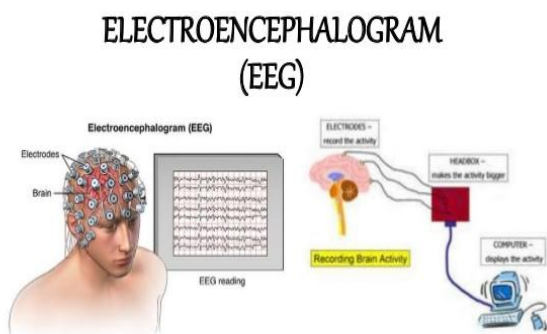 ELECTROENCEPHALOGRAM
(EEG)
Electroencephalogram (EEG)
Electrodes
Brain
EEG reading
ELECTRODES –
record the activity
HEADBOX –
makes the activity bigger
Recording Brain Activity
COMPUTER –
displays the activity